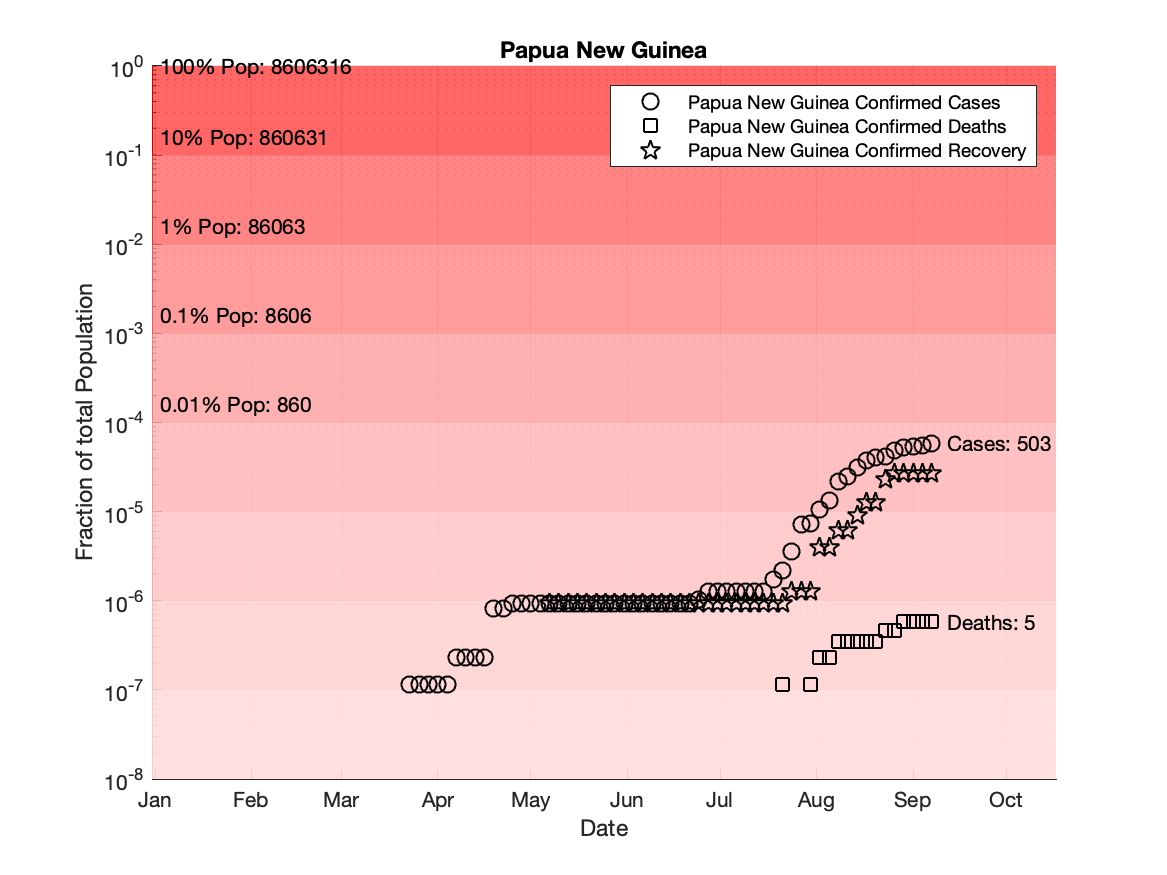 Papua New Guinea
10^0
100% Pop: 8606316
Papua New Guinea Confirmed Cases
Papua New Guinea Confirmed Deaths
Papua New Guinea Confirmed Recovery
10% Pop: 860631
10^-1
1% Pop: 86063
10^-2
0.1% Pop: 8606
10^-3
0.01% Pop: 860
10^-4
Cases: 503
10^-5
10^-6
Deaths: 5
10^-7
10^-8
Fraction of total Population
Jan Feb Mar Apr May Jun Jul Aug Sep Oct
Date